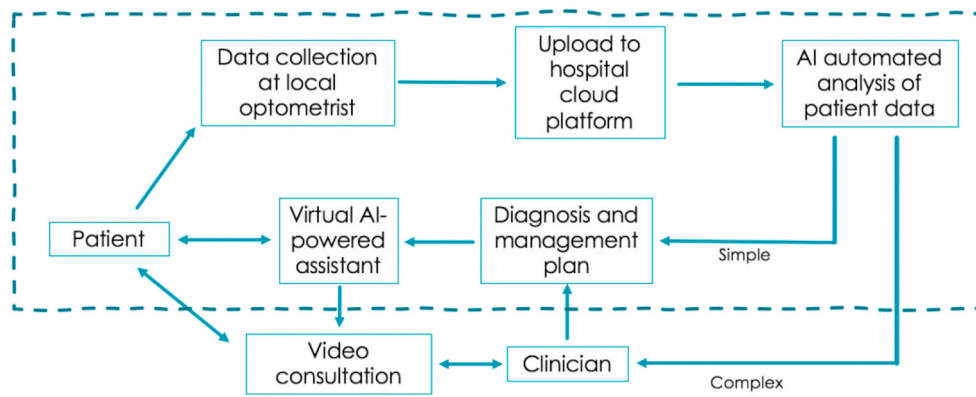 Data collection
at local
optometrist
Upload to
hospital
cloud
platform
AI automated
analysis of
patient data
Patient
Virtual AI-
powered
assistant
Diagnosis and
management
plan
Simple
Video
consultation
Clinician
Complex